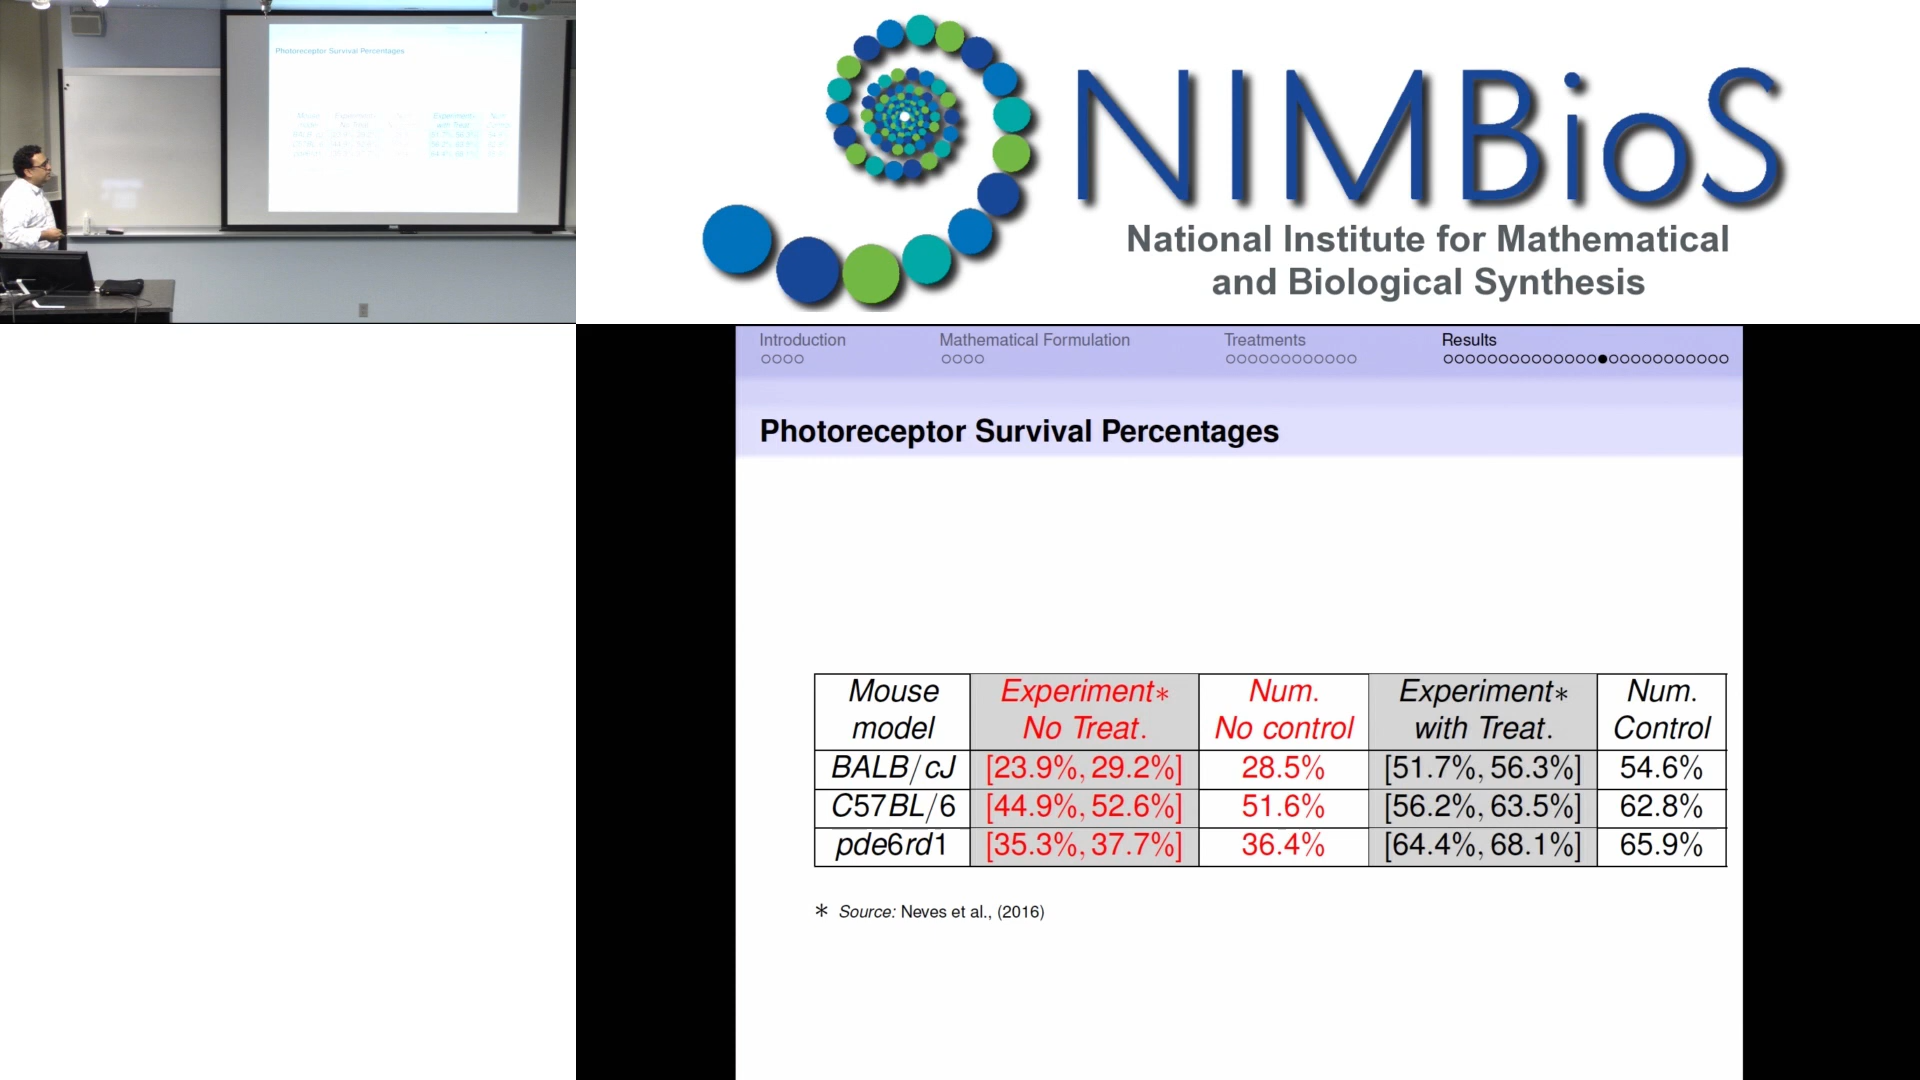 Photoreceptor Survival Percentages
NIMBioS
National Institute for Mathematical
and Biological Synthesis
Introduction Mathematical Formulation Treatments Results
Photoreceptor Survival Percentages
Mouse model Experiment* No Treat. Num. No control Experiment* with Treat. Num. Control
BALB/cJ [23.9%, 29.2%] 28.5% [51.7%, 56.3%] 54.6%
C57BL/6 [44.9%, 52.6%] 51.6% [56.2%, 63.5%] 62.8%
pde6rd1 [35.3%, 37.7%] 36.4% [64.4%, 68.1%] 65.9%
* Source: Neves et al., (2016)